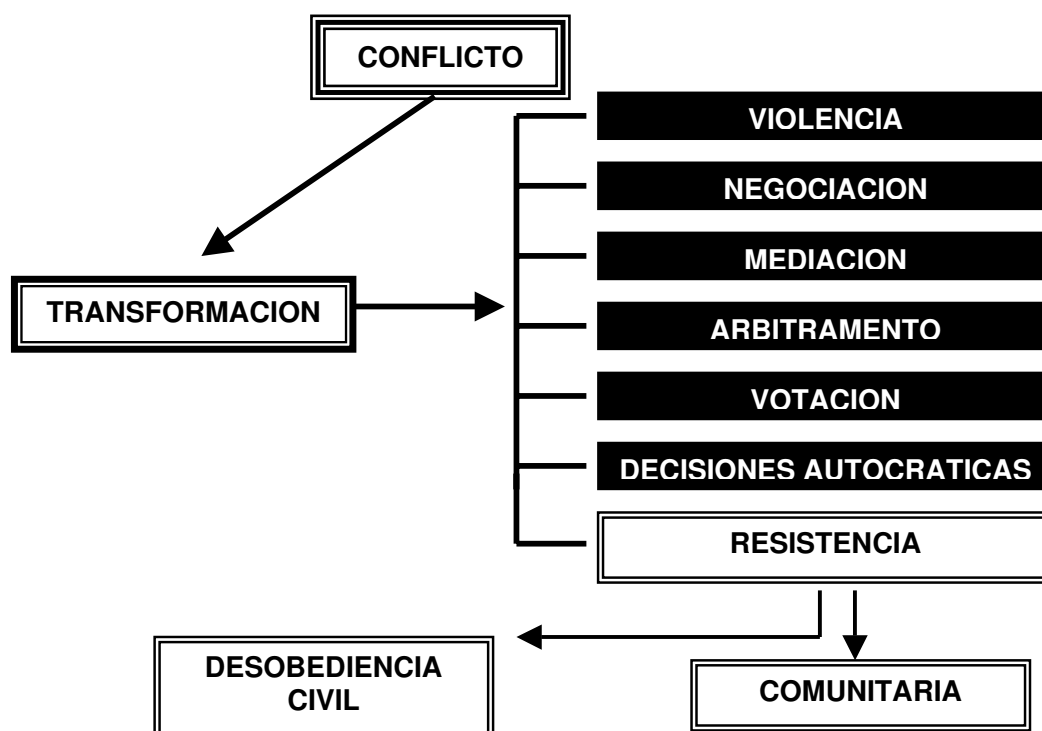 CONFLICTO
VIOLENCIA
NEGOCIACION
MEDIACION
TRANSFORMACION
ARBITRAMENTO
VOTACION
DECISIONES AUTOCRATICAS
RESISTENCIA
DESOBEDIENCIA
CIVIL
COMUNITARIA